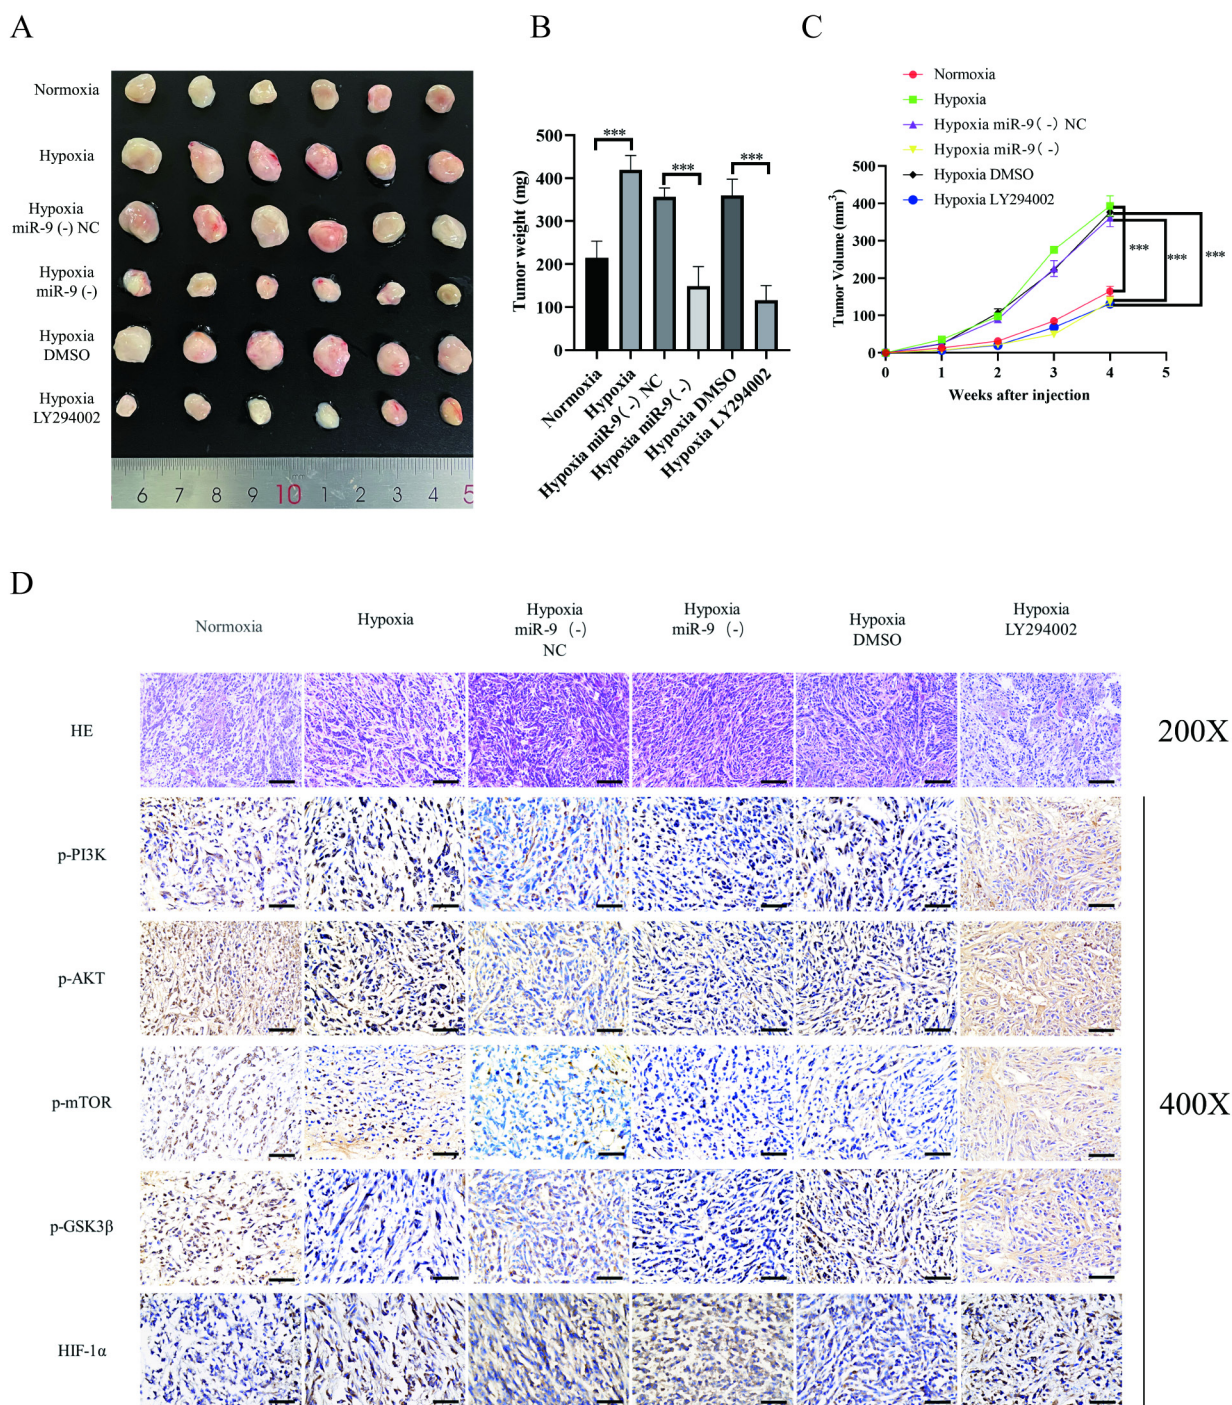 A
Normoxia
Hypoxia
Hypoxia
miR-9 (-) NC
Hypoxia
miR-9 (-)
Hypoxia
DMSO
Hypoxia
LY294002
6 7 8 9 10 1 2 3 4 5
B
Tumor weight (mg)
500
400
300
200
100
0
***
***
***
Normoxia
Hypoxia
Hypoxia miR-9(-) NC
Hypoxia miR-9(-)
Hypoxia DMSO
Hypoxia LY294002
C
Normoxia
Hypoxia
Hypoxia miR-9(-) NC
Hypoxia miR-9(-)
Hypoxia DMSO
Hypoxia LY294002
Tumor Volume (mm³)
500
400
300
200
100
0
***
***
***
0 1 2 3 4 5
Weeks after injection
D
Normoxia
Hypoxia
Hypoxia
miR-9 (-)
NC
Hypoxia
miR-9 (-)
Hypoxia
DMSO
Hypoxia
LY294002
HE
200X
p-PI3K
p-AKT
p-mTOR
400X
p-GSK3β
HIF-1α